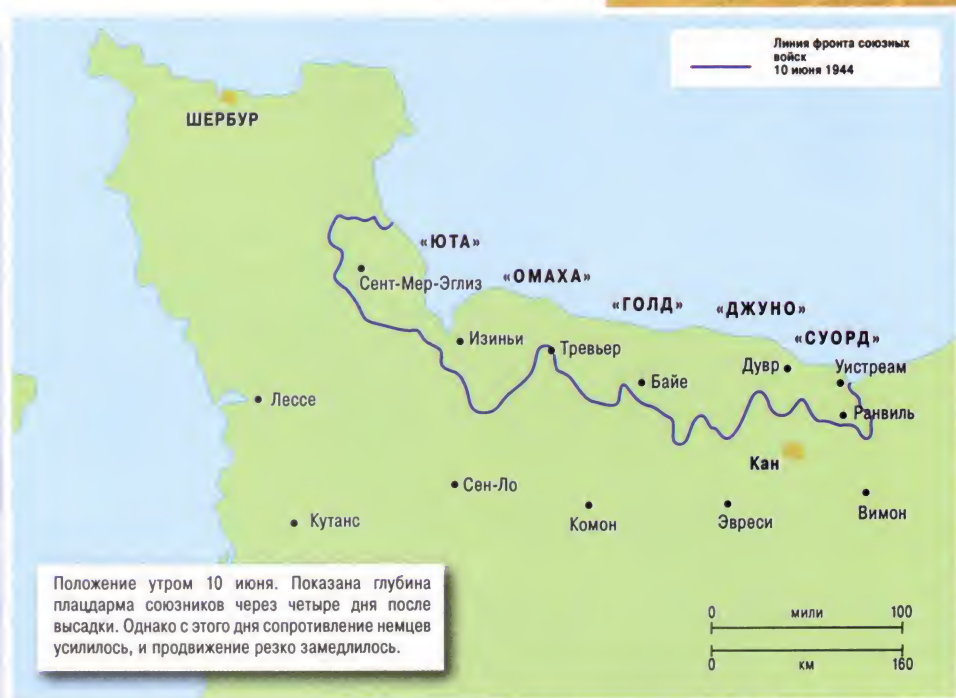 Линия фронта союзных
войск
10 июня 1944
ШЕРБУР
«ЮТА»
Сент-Мер-Эглиз
«ОМАХА»
«ГОЛД»
«ДЖУНО»
«СУОРД»
Изиньи
Тревьер
Байе
Дувр
Уистреам
Ранвиль
Лессе
Кан
Сен-Ло
Комон
Эвреси
Вимон
Кутанс
Положение утром 10 июня. Показана глубина
плацдарма союзников через четыре дня после
высадки. Однако с этого дня сопротивление немцев
усилилось, и продвижение резко замедлилось.
0 мили 100
0 км 160